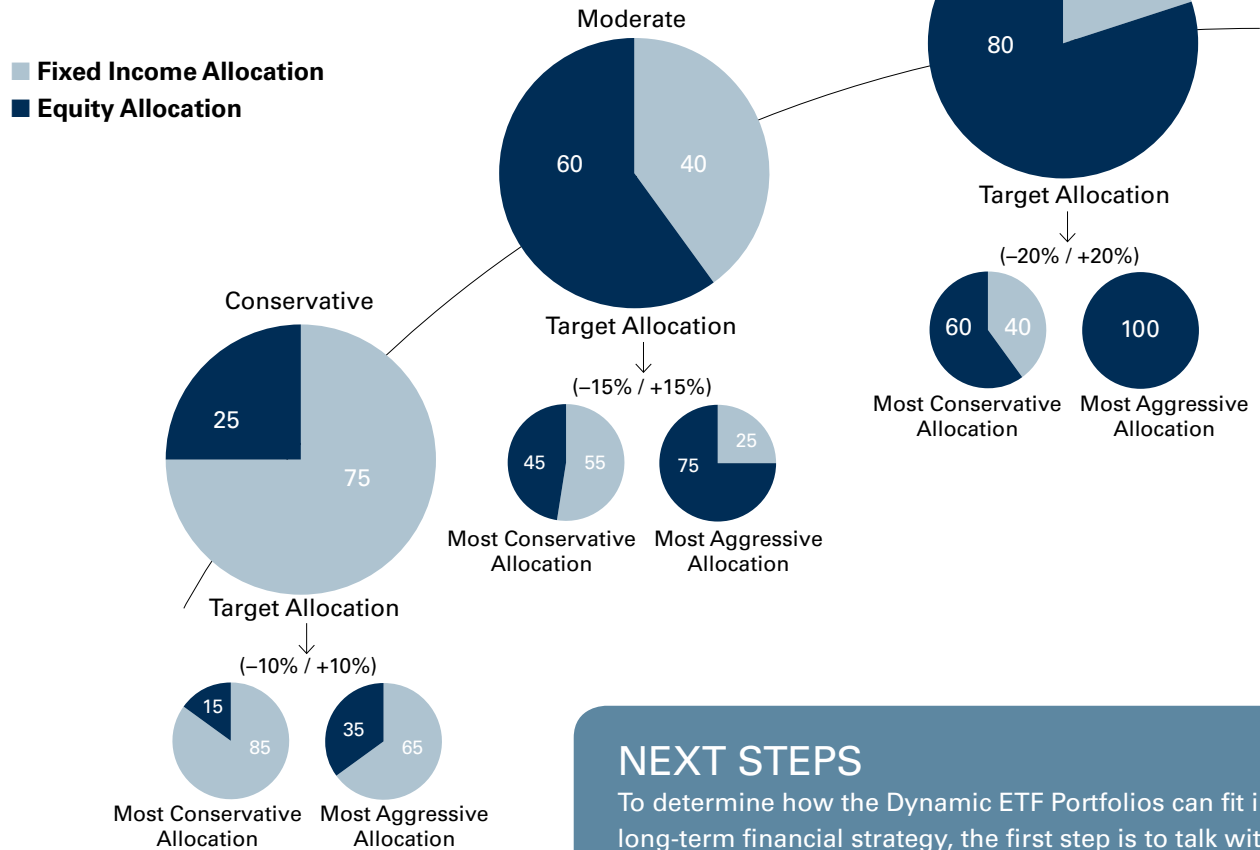 Fixed Income Allocation
Equity Allocation
Conservative
25
75
Target Allocation
(–10% / +10%)
15
85
Most Conservative
Allocation
35
65
Most Aggressive
Allocation
Moderate
60
40
Target Allocation
(–15% / +15%)
45
55
Most Conservative
Allocation
75
25
Most Aggressive
Allocation
80
Target Allocation
(–20% / +20%)
60
40
Most Conservative
Allocation
100
Most Aggressive
Allocation
NEXT STEPS
To determine how the Dynamic ETF Portfolios can fit
long-term financial strategy, the first step is to talk